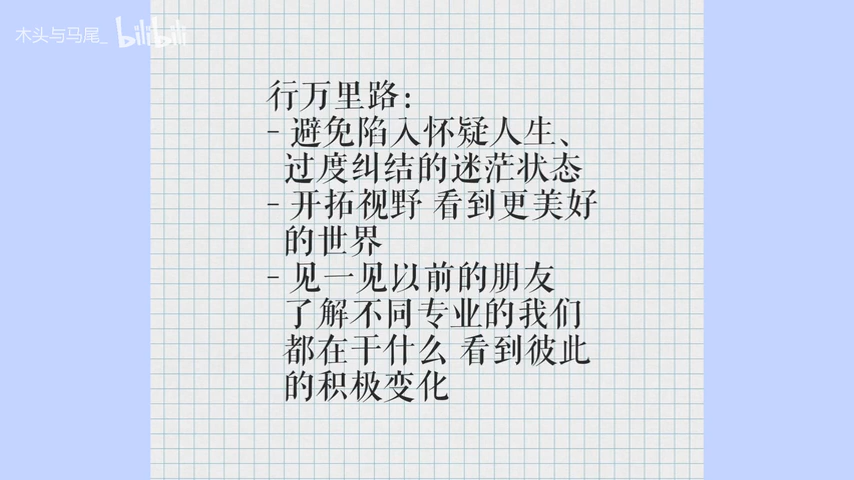 木头与马尾_ bilibili
行万里路:
- 避免陷入怀疑人生、
过度纠结的迷茫状态
- 开拓视野 看到更美好
的世界
- 见一见以前的朋友
了解不同专业的我们
都在干什么 看到彼此
的积极变化